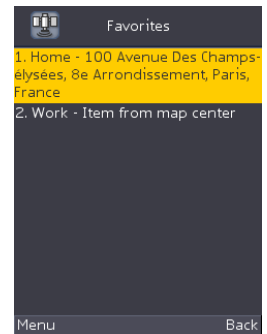 Favorites
1. Home - 100 Avenue Des Champs-
élysées, 8e Arrondissement, Paris,
France
2. Work - Item from map center
Menu Back